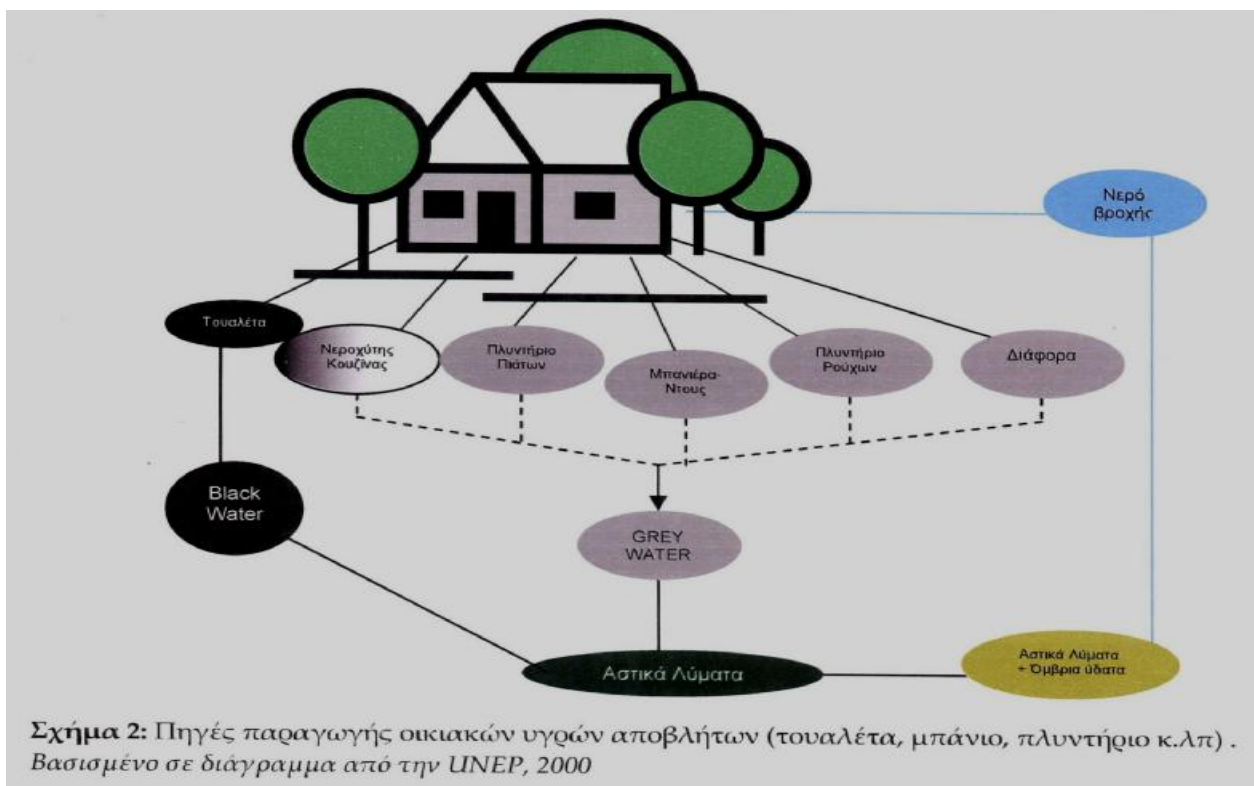 Νερό
βροχής
Τουαλέτα
Νεροχύτης
Κουζίνας
Πλυντήριο
Πιάτων
Μπανιέρα-
Ντους
Πλυντήριο
Ρούχων
Διάφορα
Black
Water
GREY
WATER
Αστικά Λύματα
Αστικά Λύματα
+ Όμβρια ύδατα
Σχήμα 2: Πηγές παραγωγής οικιακών υγρών αποβλήτων (τουαλέτα, μπάνιο, πλυντήριο κ.λπ) .
Βασισμένο σε διάγραμμα από την UNEP, 2000